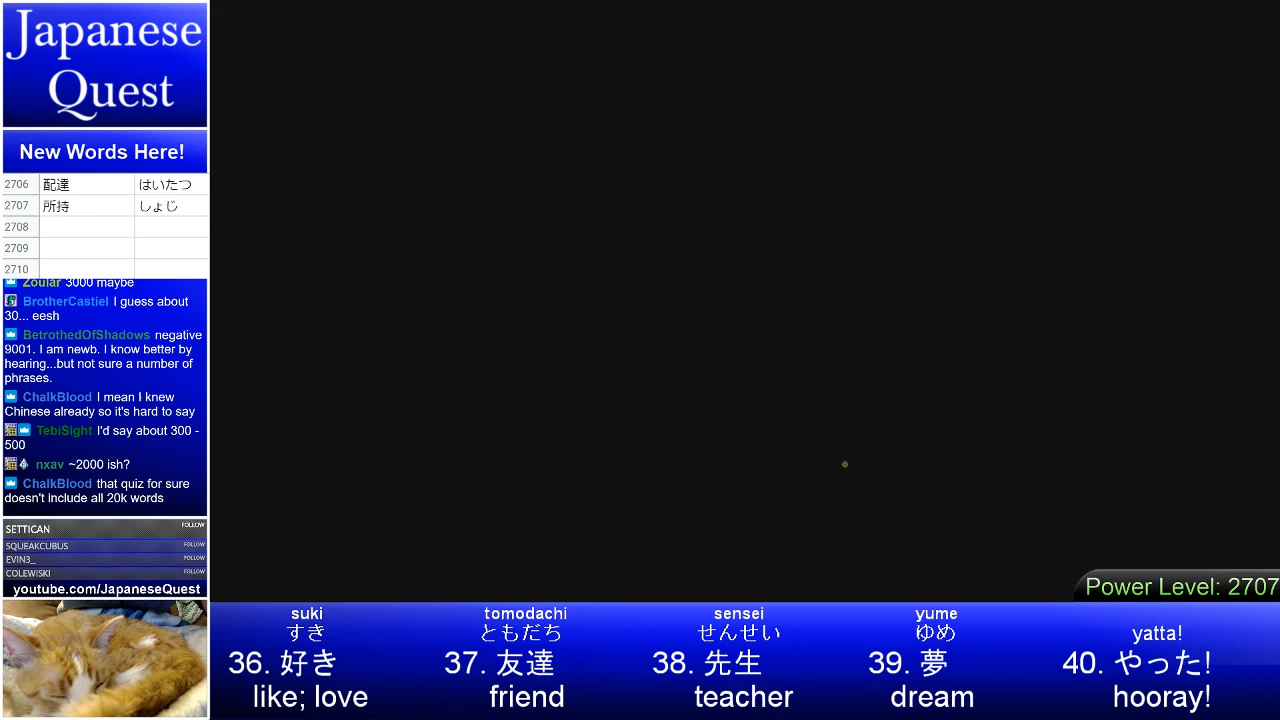 Japanese
Quest
New Words Here!
2706 配達 はいたつ
2707 所持 しょじ
2708
2709
2710
Zoular 3000 maybe
BrotherCastiel I guess about
30... eesh
BetrothedOfShadows negative
9001. I am newb. I know better by
hearing...but not sure a number of
phrases.
ChalkBlood I mean I knew
Chinese already so it's hard to say
猫 TebiSight I'd say about 300 -
500
猫 nxav ~2000 ish?
ChalkBlood that quiz for sure
doesn't include all 20k words
SETTICAN FOLLOW
SQUEAKCUBUS FOLLOW
EVIN3_ FOLLOW
COLEWISKI FOLLOW
youtube.com/JapaneseQuest
Power Level: 2707
suki
すき
36. 好き
like; love
tomodachi
ともだち
37. 友達
friend
sensei
せんせい
38. 先生
teacher
yume
ゆめ
39. 夢
dream
yatta!
40. やった!
hooray!